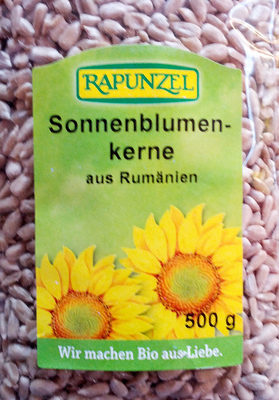 RAPUNZEL
Sonnenblumen-
kerne
aus Rumänien
500 g
Wir machen Bio aus Liebe.